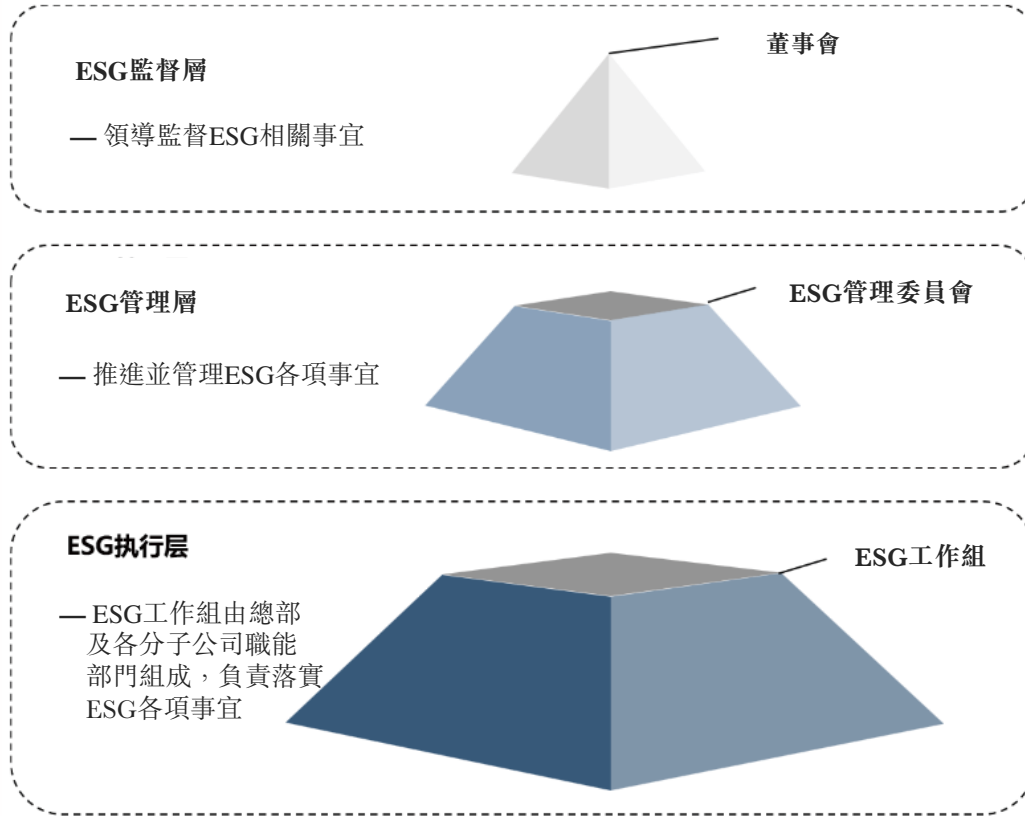 董事會
ESG監督層
— 領導監督ESG相關事宜
ESG管理委員會
ESG管理層
— 推進並管理ESG各項事宜
ESG执行层
ESG工作組
— ESG工作組由總部
及各分子公司職能
部門組成，負責落實
ESG各項事宜